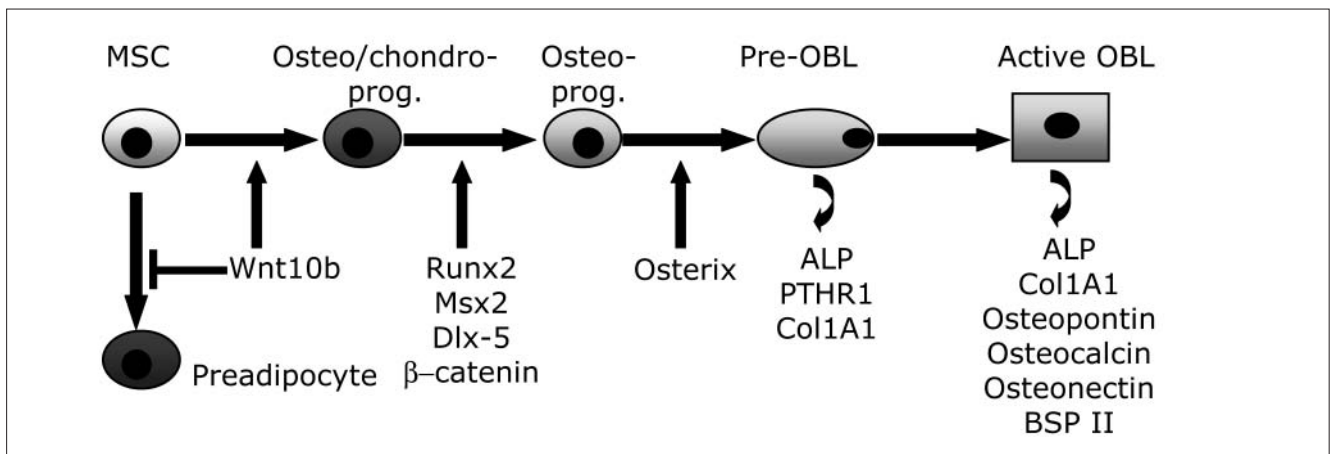 MSC
Osteo/chondro-
prog.
Osteo-
prog.
Pre-OBL
Active OBL
Wnt10b
Preadipocyte
Runx2
Msx2
Dlx-5
β–catenin
Osterix
ALP
PTHR1
Col1A1
ALP
Col1A1
Osteopontin
Osteocalcin
Osteonectin
BSP II